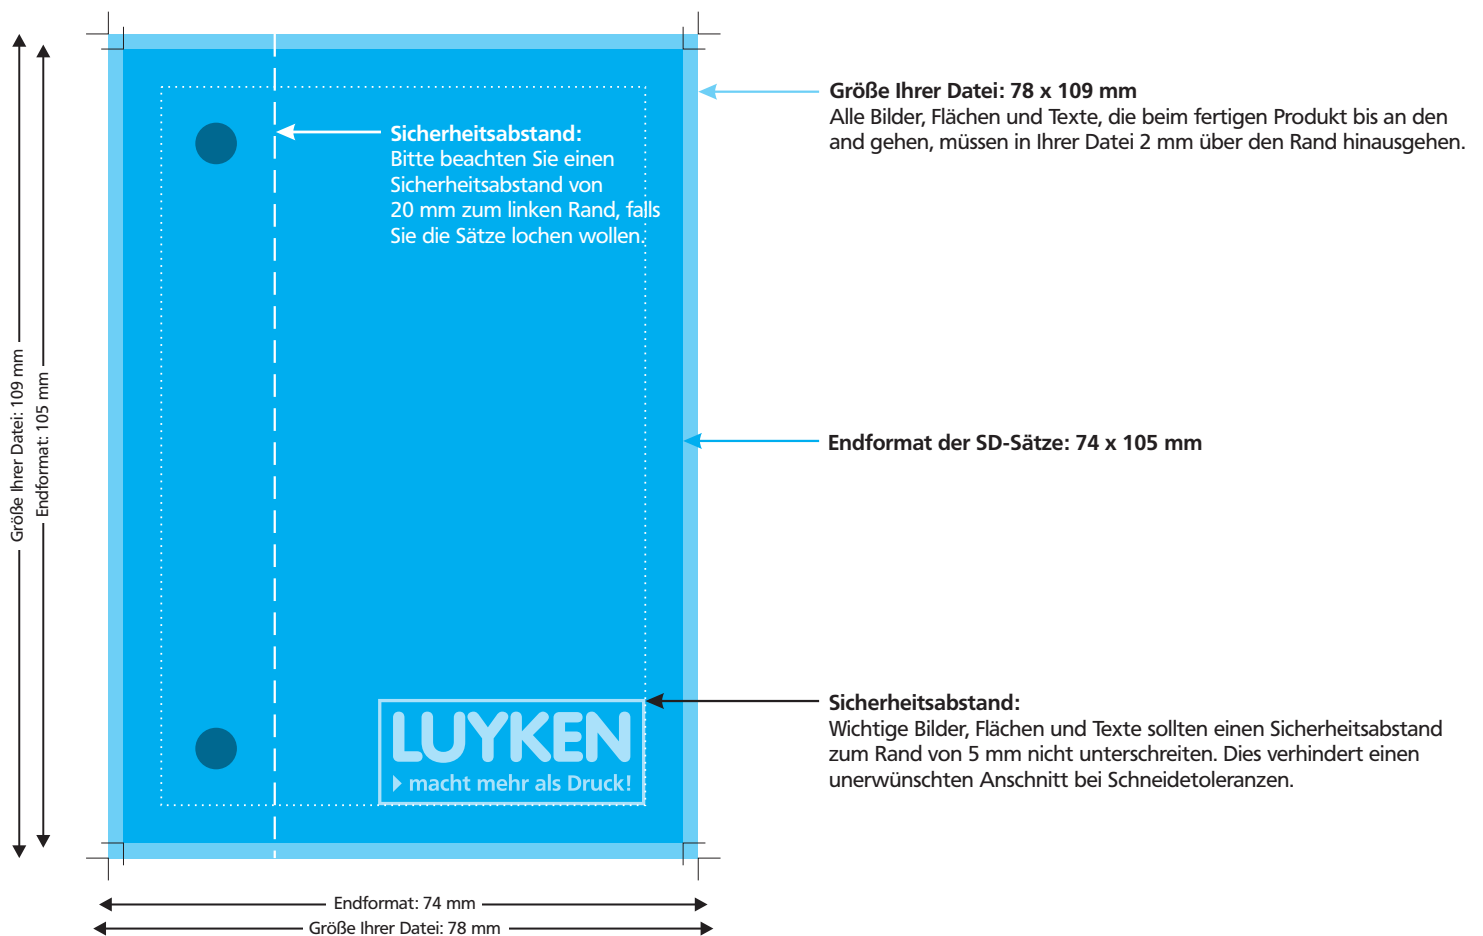 Größe Ihrer Datei: 78 x 109 mm
Alle Bilder, Flächen und Texte, die beim fertigen Produkt bis an den
and gehen, müssen in Ihrer Datei 2 mm über den Rand hinausgehen.
Sicherheitsabstand:
Bitte beachten Sie einen
Sicherheitsabstand von
20 mm zum linken Rand, falls
Sie die Sätze lochen wollen.
Größe Ihrer Datei: 109 mm
Endformat: 105 mm
Endformat der SD-Sätze: 74 x 105 mm
Sicherheitsabstand:
Wichtige Bilder, Flächen und Texte sollten einen Sicherheitsabstand
zum Rand von 5 mm nicht unterschreiten. Dies verhindert einen
unerwünschten Anschnitt bei Schneidetoleranzen.
LUYKEN
macht mehr als Druck!
Endformat: 74 mm
Größe Ihrer Datei: 78 mm